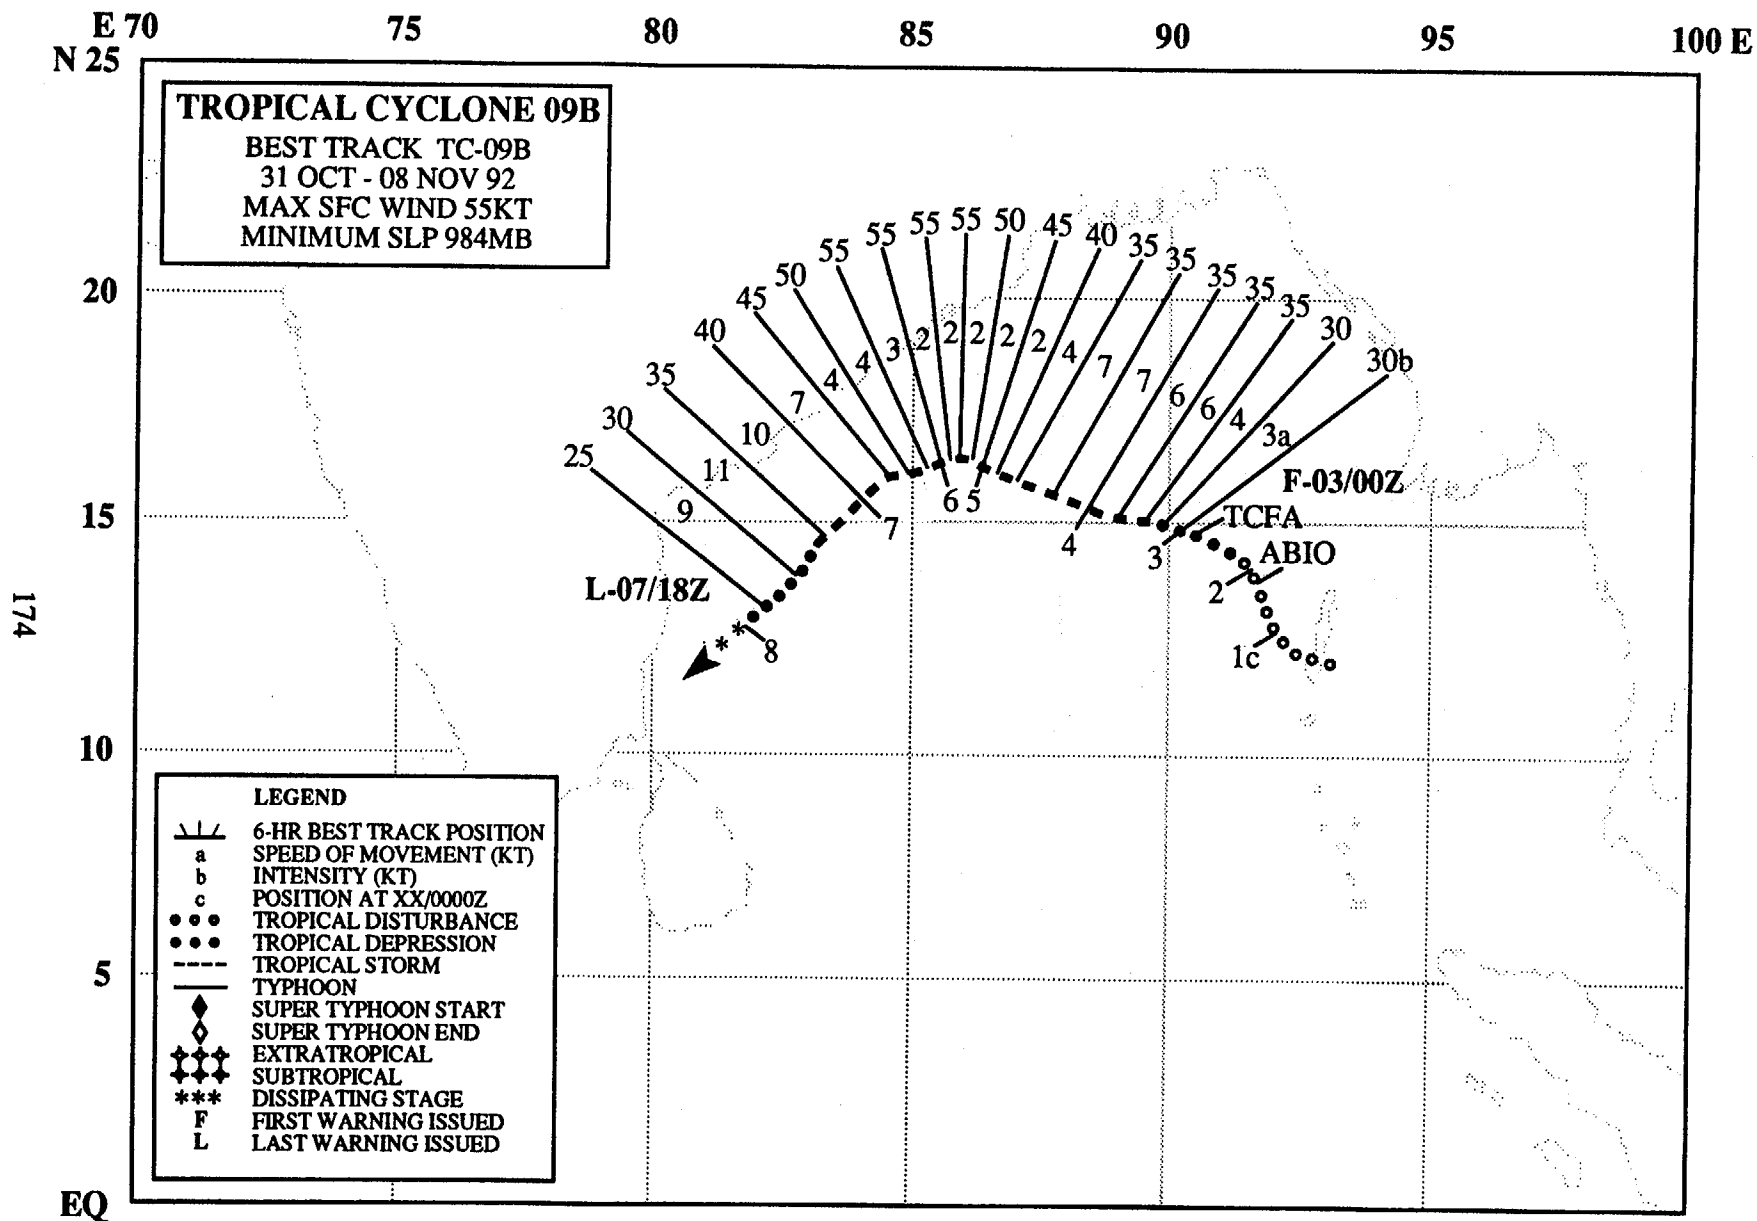 E 70 75 80 85 90 95 100 E
N 25
TROPICAL CYCLONE 09B
BEST TRACK TC-09B
31 OCT - 08 NOV 92
MAX SFC WIND 55KT
MINIMUM SLP 984MB
20
15
10
5
EQ
25 30 35 40 45 50 55 55 55 55 50 45 40 35 35 35 35 35 30 30b
9 11 10 7 4 4 3 2 2 2 2 2 4 7 7 6 6 4 3a
F-03/00Z
TCFA
ABIO
L-07/18Z
8 7 6 5 4 3 2 1c
174
LEGEND
6-HR BEST TRACK POSITION
a SPEED OF MOVEMENT (KT)
b INTENSITY (KT)
c POSITION AT XX/0000Z
TROPICAL DISTURBANCE
TROPICAL DEPRESSION
TROPICAL STORM
TYPHOON
SUPER TYPHOON START
SUPER TYPHOON END
EXTRATROPICAL
SUBTROPICAL
*** DISSIPATING STAGE
F FIRST WARNING ISSUED
L LAST WARNING ISSUED